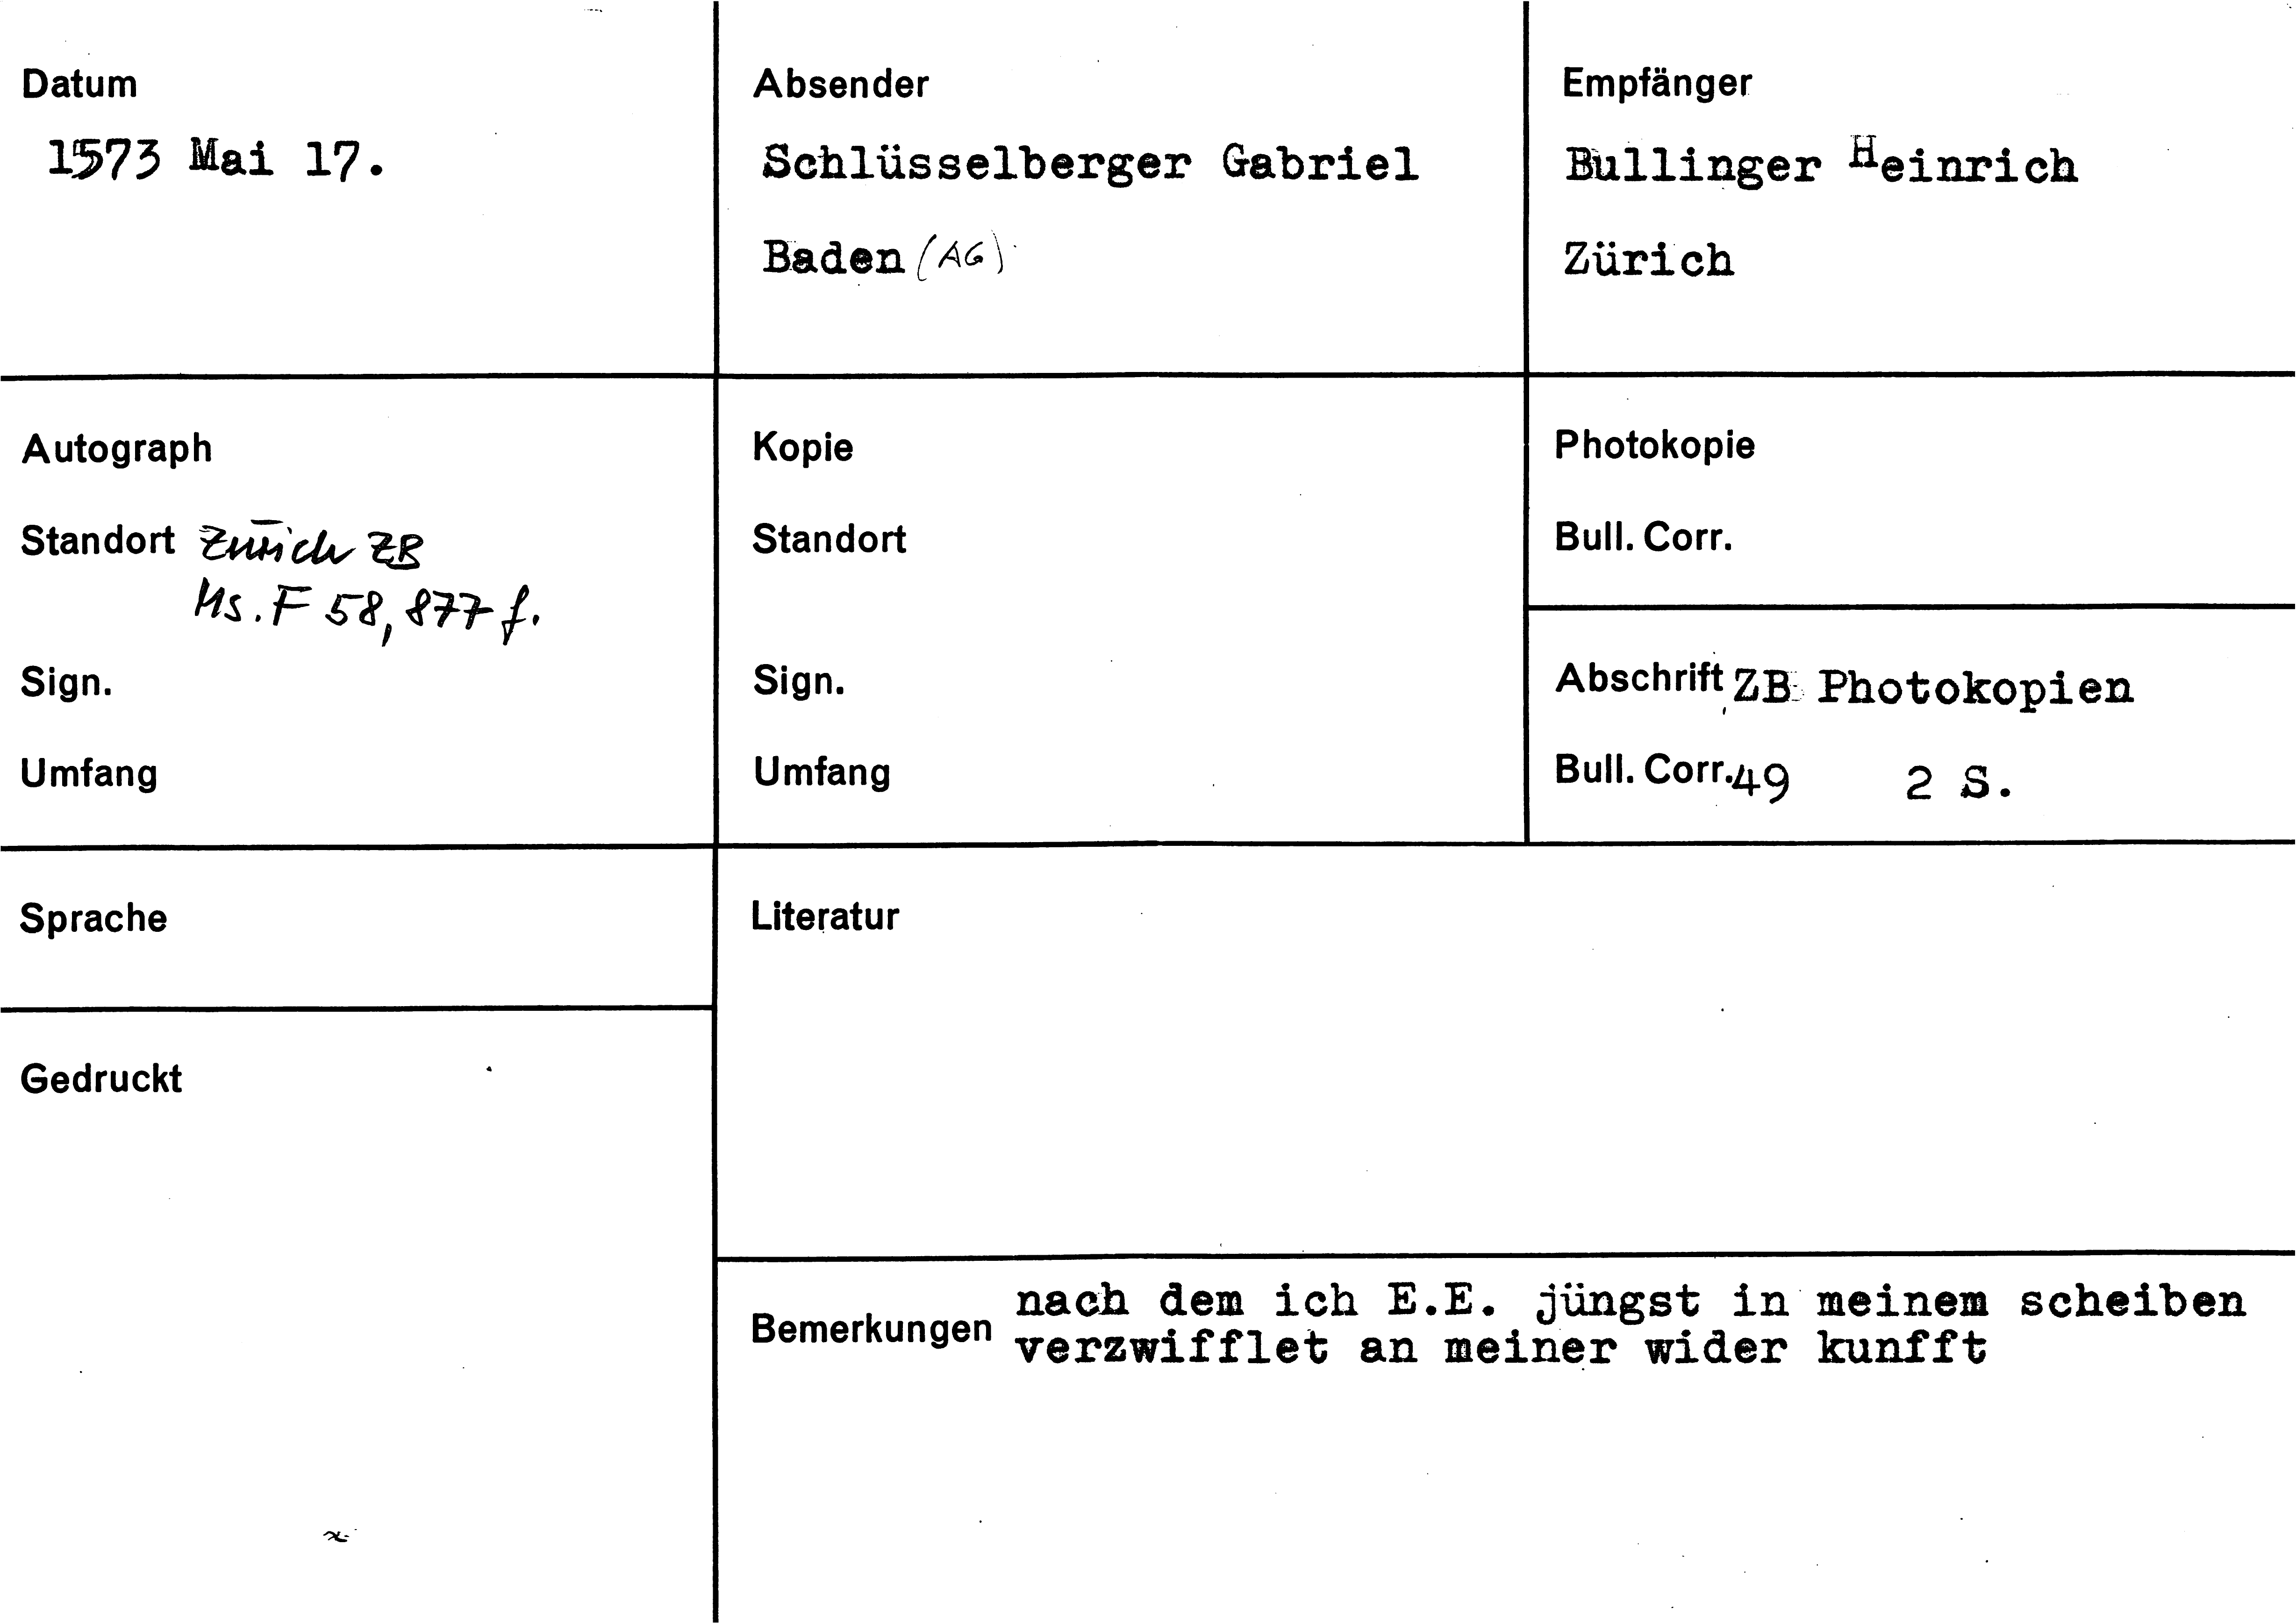 Datum
1573 Mai 17.
Absender
Schlüsselberger Gabriel
Baden (AG)
Empfänger
Bullinger Heinrich
Zürich
Autograph
Standort Zürich ZB
Ms. F 58, 877 f.
Sign.
Umfang
Kopie
Standort
Sign.
Umfang
Photokopie
Bull. Corr.
Abschrift ZB Photokopien
Bull. Corr. 49 2 S.
Sprache
Literatur
Gedruckt
Bemerkungen nach dem ich E.E. jüngst in meinem scheiben
verzwifflet an meiner wider kunfft